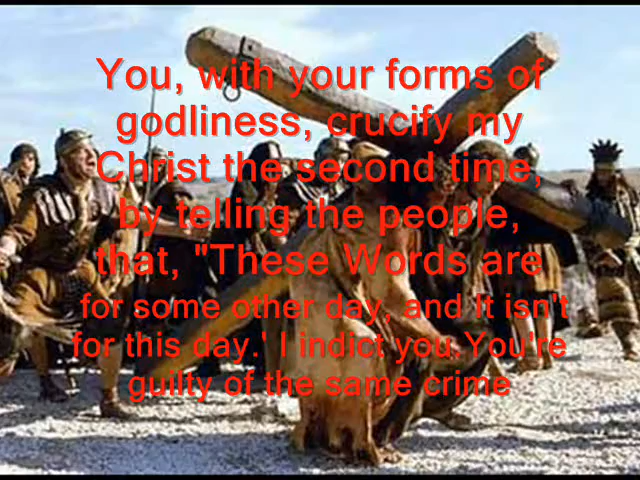 You, with your forms of
godliness, crucify my
Christ the second time,
by telling the people,
that, "These Words are
for some other day, and It isn't
for this day.' I indict you.You're
guilty of the same crime